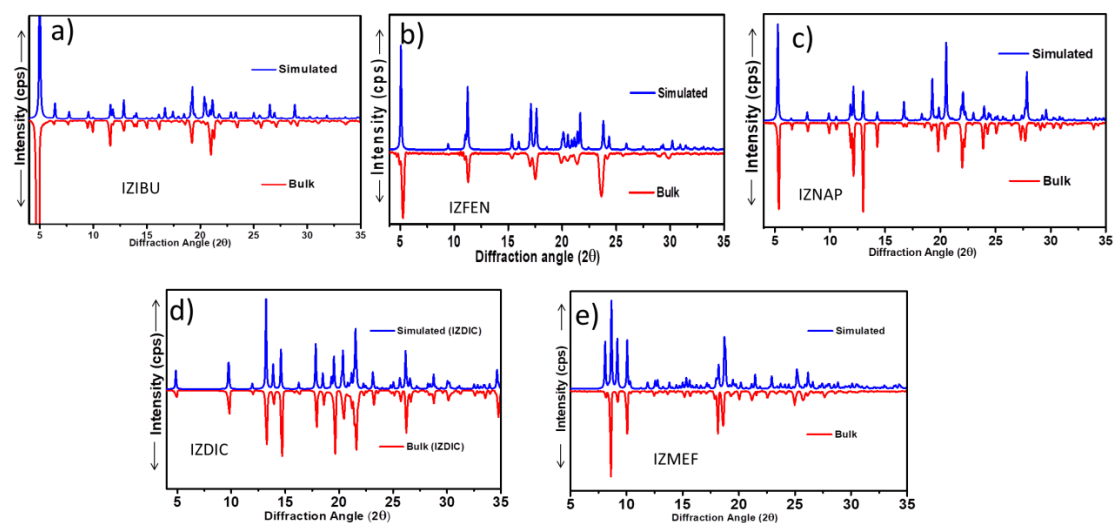 a)
Intensity (cps)
Simulated
Bulk
IZIBU
5 10 15 20 25 30 35
Diffraction Angle (2θ)
b)
Intensity (cps)
Simulated
Bulk
IZFEN
5 10 15 20 25 30 35
Diffraction angle (2θ)
c)
Intensity (cps)
Simulated
Bulk
IZNAP
5 10 15 20 25 30 35
Diffraction Angle (2θ)
d)
Intensity (cps)
Simulated (IZDIC)
Bulk (IZDIC)
IZDIC
5 10 15 20 25 30 35
Diffraction Angle (2θ)
e)
Intensity (cps)
Simulated
Bulk
IZMEF
5 10 15 20 25 30 35
Diffraction Angle (2θ)